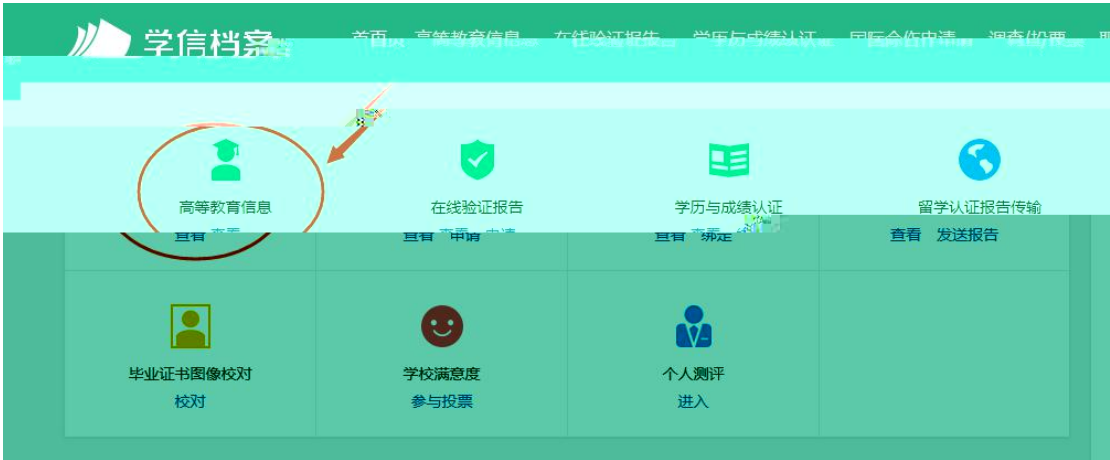 学信档案
首页 高等教育信息 在线验证报告 学历与成绩认证 国际合作申请 调查/投票
高等教育信息 在线验证报告 学历与成绩认证 留学认证报告传输
查看 查看 申请 查看 绑定 查看 发送报告
毕业证书图像校对 学校满意度 个人测评
校对 参与投票 进入